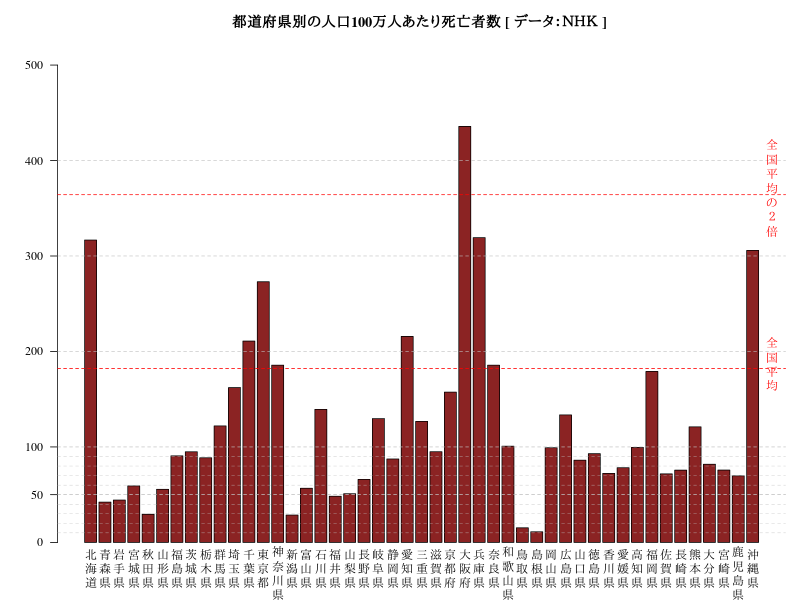 都道府県別の人口100万人あたり死亡者数 [ データ：NHK ]
500
400
300
200
100
50
0
全国平均の２倍
全国平均
北海道
青森県
岩手県
宮城県
秋田県
山形県
福島県
茨城県
栃木県
群馬県
埼玉県
千葉県
東京都
神奈川県
新潟県
富山県
石川県
福井県
山梨県
長野県
岐阜県
静岡県
愛知県
三重県
滋賀県
京都府
大阪府
兵庫県
奈良県
和歌山県
鳥取県
島根県
岡山県
広島県
山口県
徳島県
香川県
愛媛県
高知県
福岡県
佐賀県
長崎県
熊本県
大分県
宮崎県
鹿児島県
沖縄県